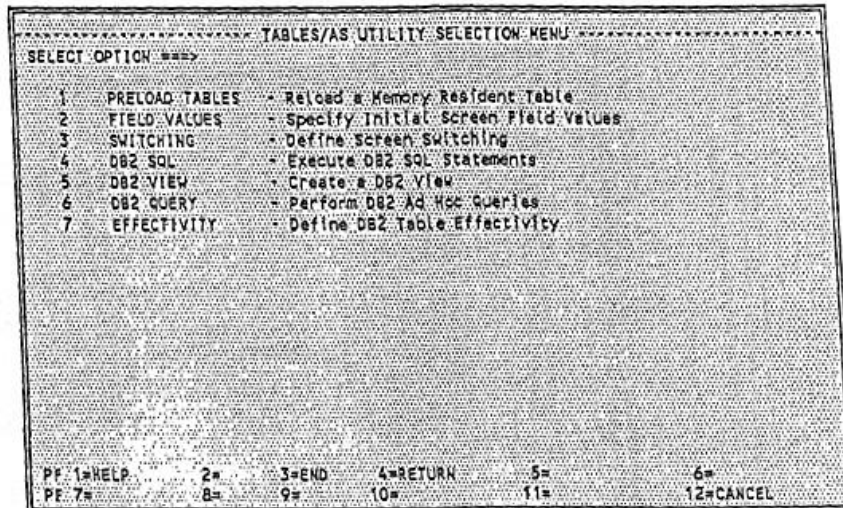 ------------------------ TABLES/AS UTILITY SELECTION MENU ------------------------
SELECT OPTION ===>
1 PRELOAD TABLES - Reload a Memory Resident Table
2 FIELD VALUES - Specify Initial Screen Field Values
3 SWITCHING - Define Screen Switching
4 DB2 SQL - Execute DB2 SQL Statements
5 DB2 VIEW - Create a DB2 View
6 DB2 QUERY - Perform DB2 Ad Hoc Queries
7 EFFECTIVITY - Define DB2 Table Effectivity
PF 1=HELP 2= 3=END 4=RETURN 5= 6=
PF 7= 8= 9= 10= 11= 12=CANCEL